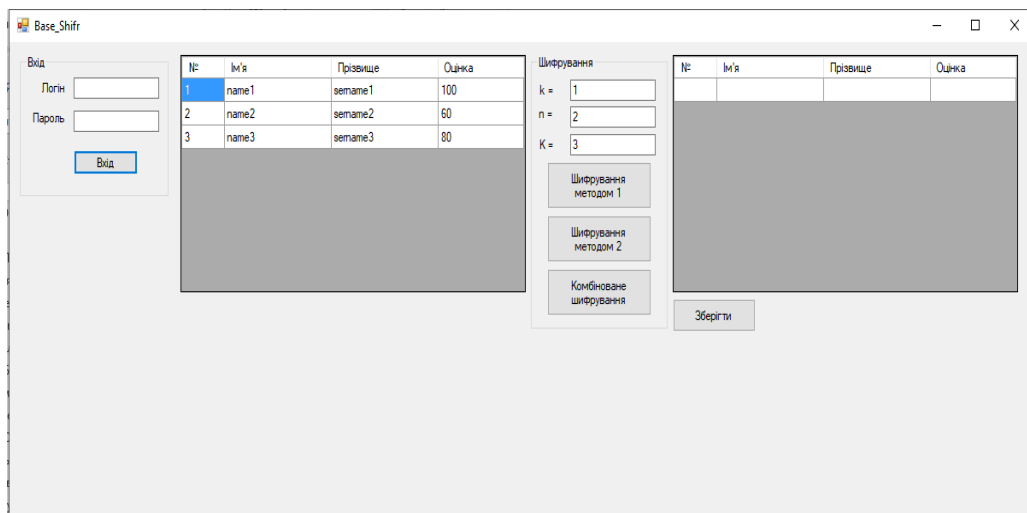 Base_Shifr
Вхід
Логін
Пароль
Вхід
№ Ім'я Прізвище Оцінка
1 name1 sername1 100
2 name2 sername2 60
3 name3 sername3 80
Шифрування
k = 1
n = 2
K = 3
Шифрування
методом 1
Шифрування
методом 2
Комбіноване
шифрування
№ Ім'я Прізвище Оцінка
Зберігти